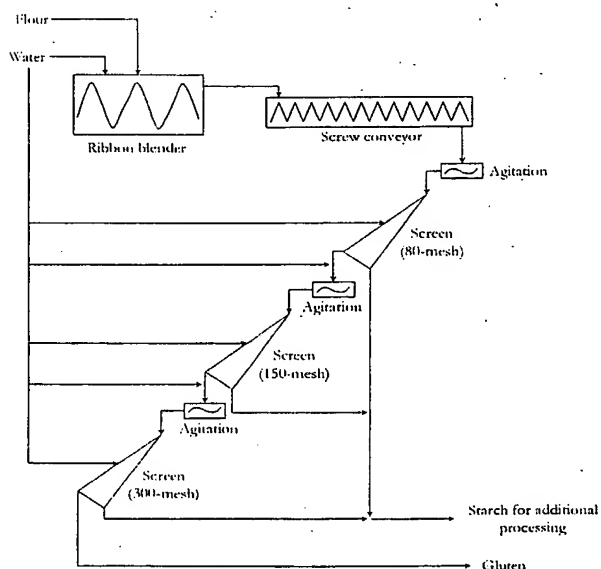 Flour
Water
Ribbon blender
Screw conveyor
Agitation
Screen
(80-mesh)
Agitation
Screen
(150-mesh)
Agitation
Screen
(300-mesh)
Starch for additional
processing
Gluten